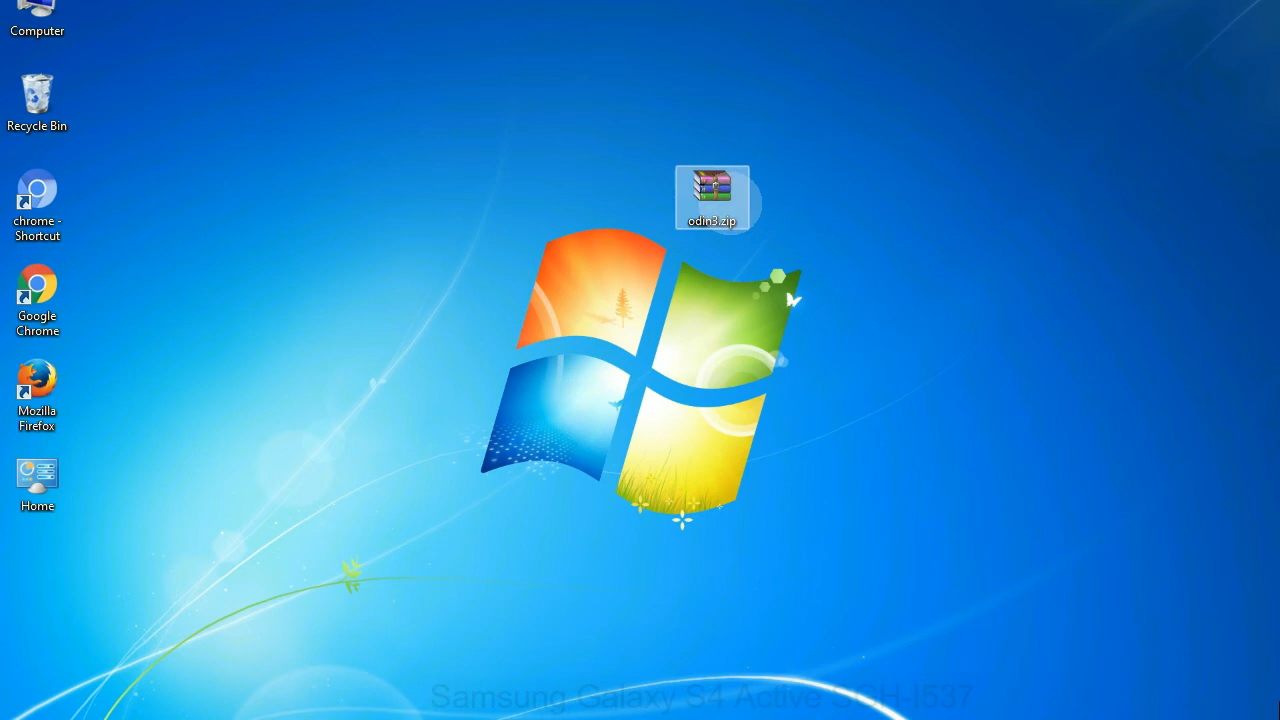 Computer
Recycle Bin
chrome -
Shortcut
Google
Chrome
Mozilla
Firefox
Home
odin3.zip
Samsung Galaxy S4 Active SGH-I537